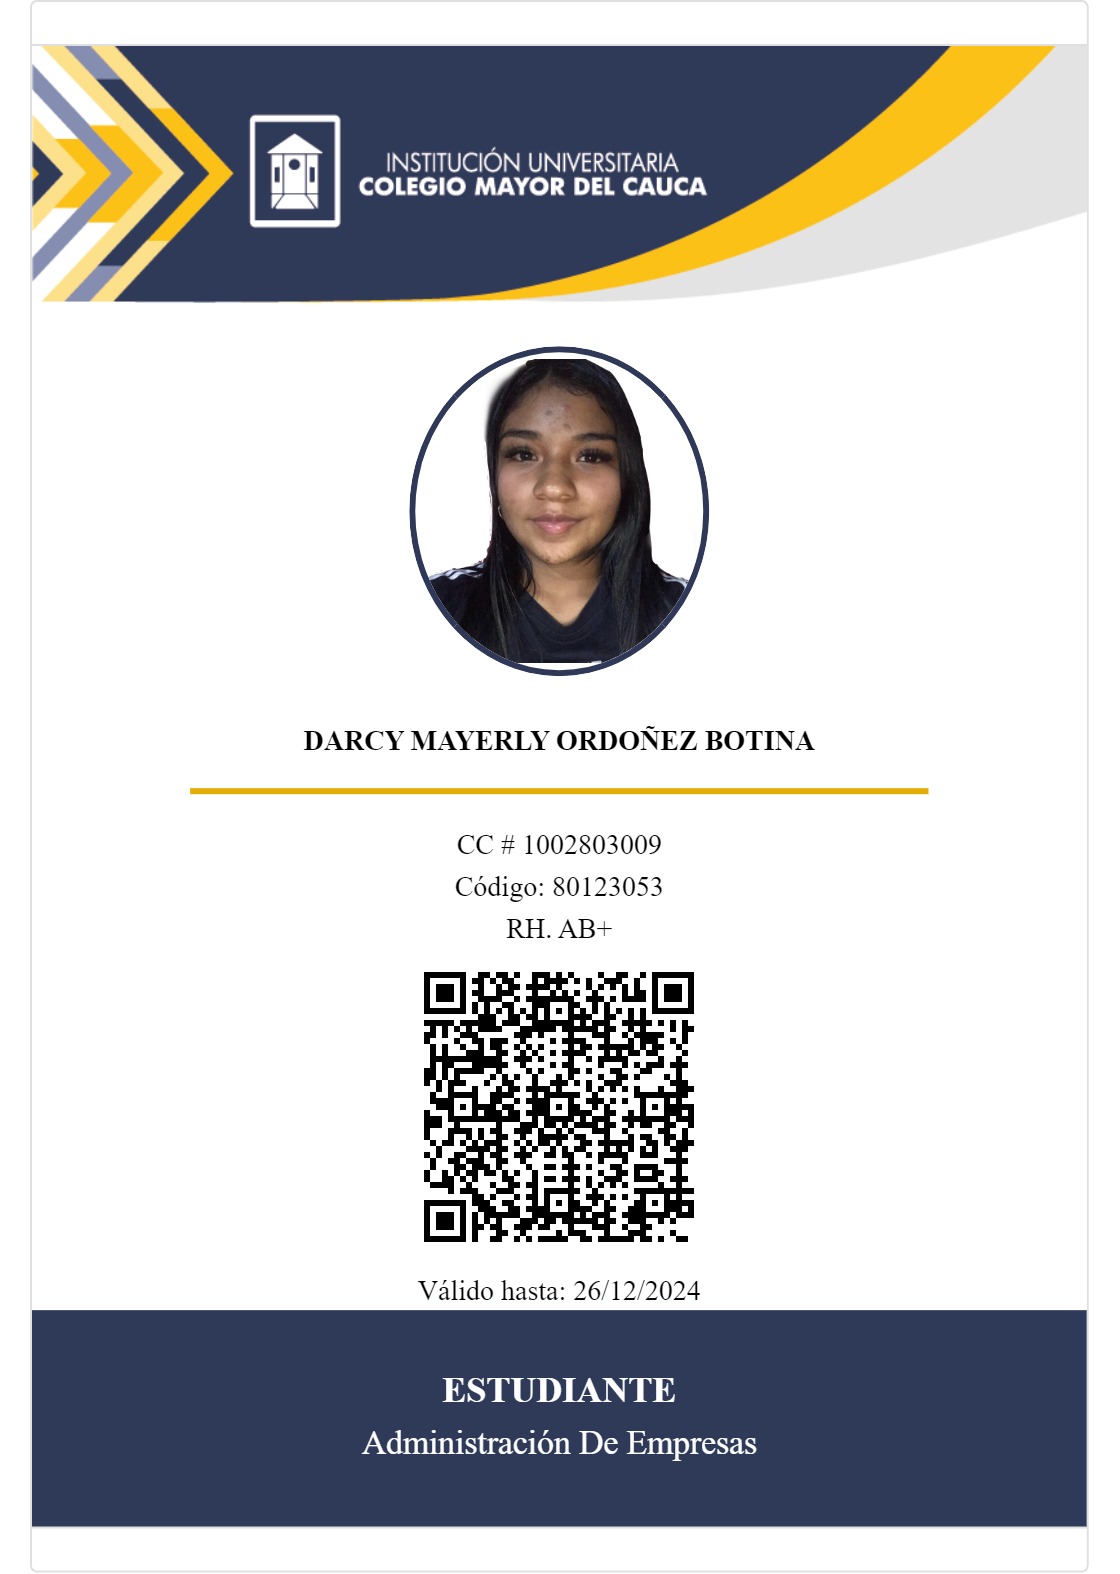 INSTITUCIÓN UNIVERSITARIA
COLEGIO MAYOR DEL CAUCA
DARCY MAYERLY ORDOÑEZ BOTINA
CC # 1002803009
Código: 80123053
RH. AB+
Válido hasta: 26/12/2024
ESTUDIANTE
Administración De Empresas